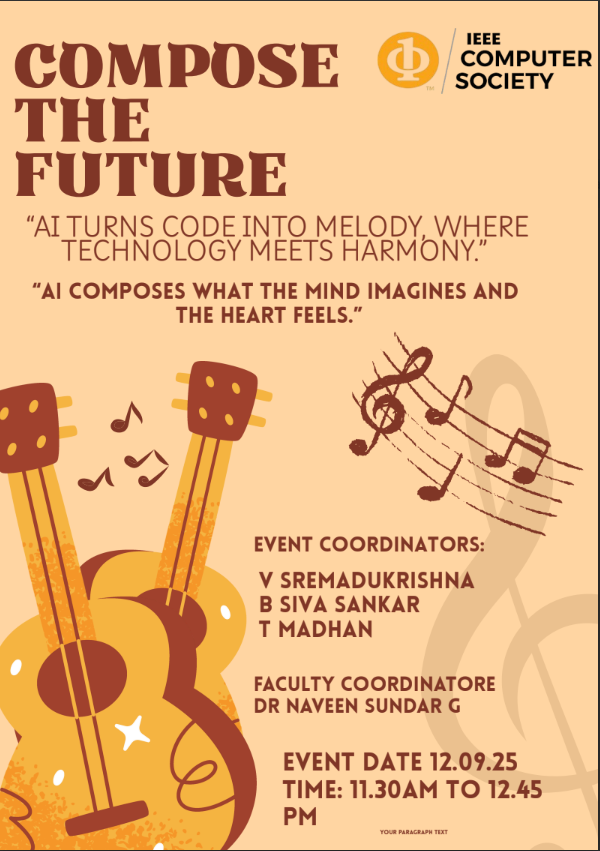 COMPOSE
THE
FUTURE
IEEE
COMPUTER
SOCIETY
TM
“AI TURNS CODE INTO MELODY, WHERE
TECHNOLOGY MEETS HARMONY.”
“AI COMPOSES WHAT THE MIND IMAGINES AND
THE HEART FEELS.”
EVENT COORDINATORS:
V SREMADUKRISHNA
B SIVA SANKAR
T MADHAN
FACULTY COORDINATORE
DR NAVEEN SUNDAR G
EVENT DATE 12.09.25
TIME: 11.30AM TO 12.45
PM
YOUR PARAGRAPH TEXT